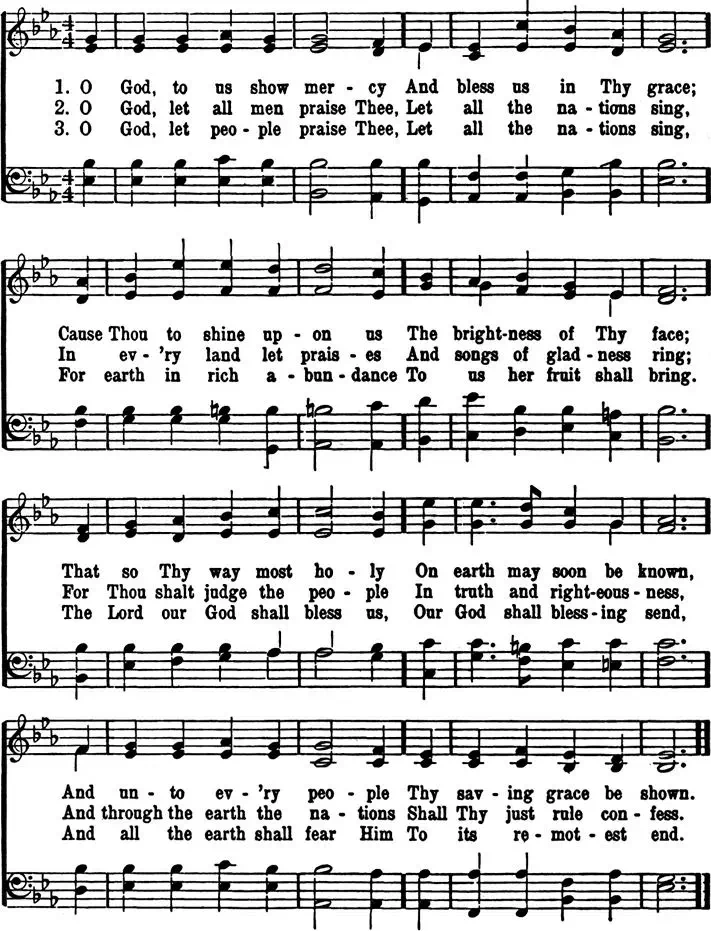 1. O God, to us show mer - cy And bless us in Thy grace;
2. O God, let all men praise Thee, Let all the na - tions sing,
3. O God, let peo - ple praise Thee, Let all the na - tions sing,
Cause Thou to shine up - on us The bright-ness of Thy face;
In ev - 'ry land let prais - es And songs of glad - ness ring;
For earth in rich a - bun - dance To us her fruit shall bring.
That so Thy way most ho - ly On earth may soon be known,
For Thou shalt judge the peo - ple In truth and right-eous - ness,
The Lord our God shall bless us, Our God shall bless-ing send,
And un - to ev - 'ry peo - ple Thy sav - ing grace be shown.
And through the earth the na - tions Shall Thy just rule con - fess.
And all the earth shall fear Him To its re - mot - est end.